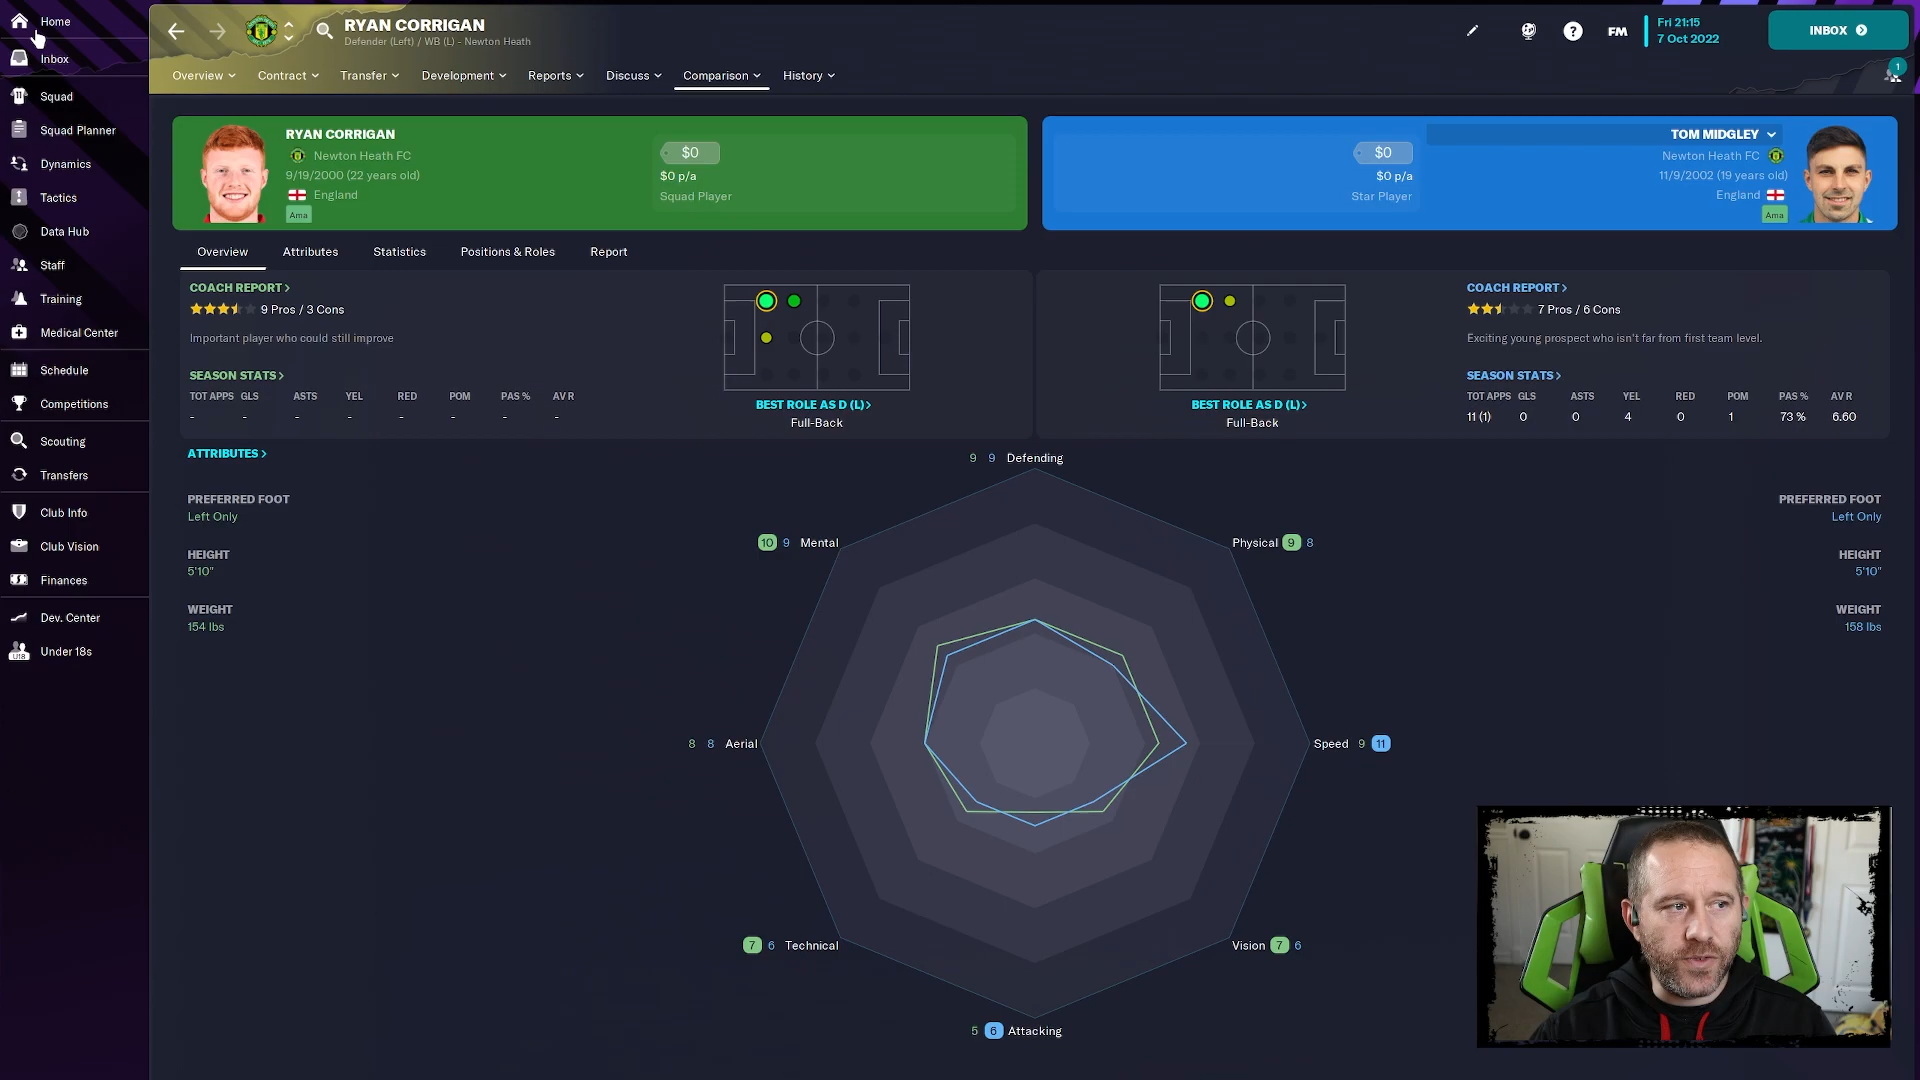 Home
Inbox
Squad
Squad Planner
Dynamics
Tactics
Data Hub
Staff
Training
Medical Center
Schedule
Competitions
Scouting
Transfers
Club Info
Club Vision
Finances
Dev. Center
U18
Under 18s
RYAN CORRIGAN
Defender (Left) / WB (L) - Newton Heath
? FM
Fri 21:15
7 Oct 2022
INBOX
1
Overview Contract Transfer Development Reports Discuss Comparison History
RYAN CORRIGAN
Newton Heath FC
9/19/2000 (22 years old)
England
Ama
$0
$0 p/a
Squad Player
$0
$0 p/a
Star Player
TOM MIDGLEY
Newton Heath FC
11/9/2002 (19 years old)
England
Ama
Overview Attributes Statistics Positions & Roles Report
COACH REPORT >
9 Pros / 3 Cons
Important player who could still improve
SEASON STATS >
TOT APPS GLS ASTS YEL RED POM PAS % AV R
- - - - - - - -
BEST ROLE AS D (L) >
Full-Back
BEST ROLE AS D (L) >
Full-Back
COACH REPORT >
7 Pros / 6 Cons
Exciting young prospect who isn't far from first team level.
SEASON STATS >
TOT APPS GLS ASTS YEL RED POM PAS % AV R
11 (1) 0 0 4 0 1 73 % 6.60
ATTRIBUTES >
PREFERRED FOOT
Left Only
HEIGHT
5'10"
WEIGHT
154 lbs
9 9 Defending
10 9 Mental
Physical 9 8
8 8 Aerial
Speed 9 11
7 6 Technical
Vision 7 6
5 6 Attacking
PREFERRED FOOT
Left Only
HEIGHT
5'10"
WEIGHT
158 lbs